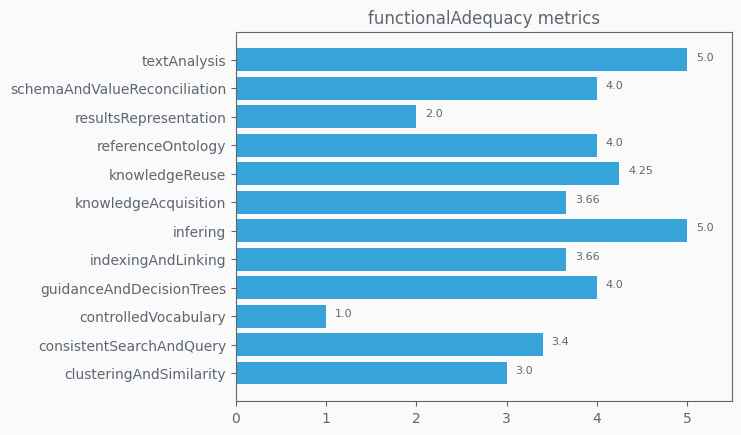 functionalAdequacy metrics
textAnalysis 5.0
schemaAndValueReconciliation 4.0
resultsRepresentation 2.0
referenceOntology 4.0
knowledgeReuse 4.25
knowledgeAcquisition 3.66
infering 5.0
indexingAndLinking 3.66
guidanceAndDecisionTrees 4.0
controlledVocabulary 1.0
consistentSearchAndQuery 3.4
clusteringAndSimilarity 3.0
0 1 2 3 4 5